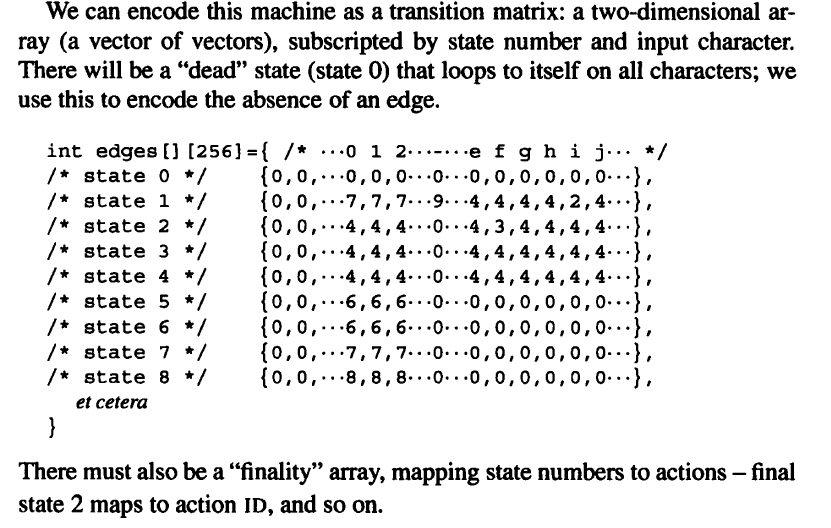 We can encode this machine as a transition matrix: a two-dimensional ar-
ray (a vector of vectors), subscripted by state number and input character.
There will be a “dead” state (state 0) that loops to itself on all characters; we
use this to encode the absence of an edge.
int edges[][256]={ /* ···0 1 2···-···e f g h i j··· */
/* state 0 */ {0,0,···0,0,0···0···0,0,0,0,0,0···},
/* state 1 */ {0,0,···7,7,7···9···4,4,4,4,2,4···},
/* state 2 */ {0,0,···4,4,4···0···4,3,4,4,4,4···},
/* state 3 */ {0,0,···4,4,4···0···4,4,4,4,4,4···},
/* state 4 */ {0,0,···4,4,4···0···4,4,4,4,4,4···},
/* state 5 */ {0,0,···6,6,6···0···0,0,0,0,0,0···},
/* state 6 */ {0,0,···6,6,6···0···0,0,0,0,0,0···},
/* state 7 */ {0,0,···7,7,7···0···0,0,0,0,0,0···},
/* state 8 */ {0,0,···8,8,8···0···0,0,0,0,0,0···},
et cetera
}
There must also be a “finality” array, mapping state numbers to actions – final
state 2 maps to action ID, and so on.